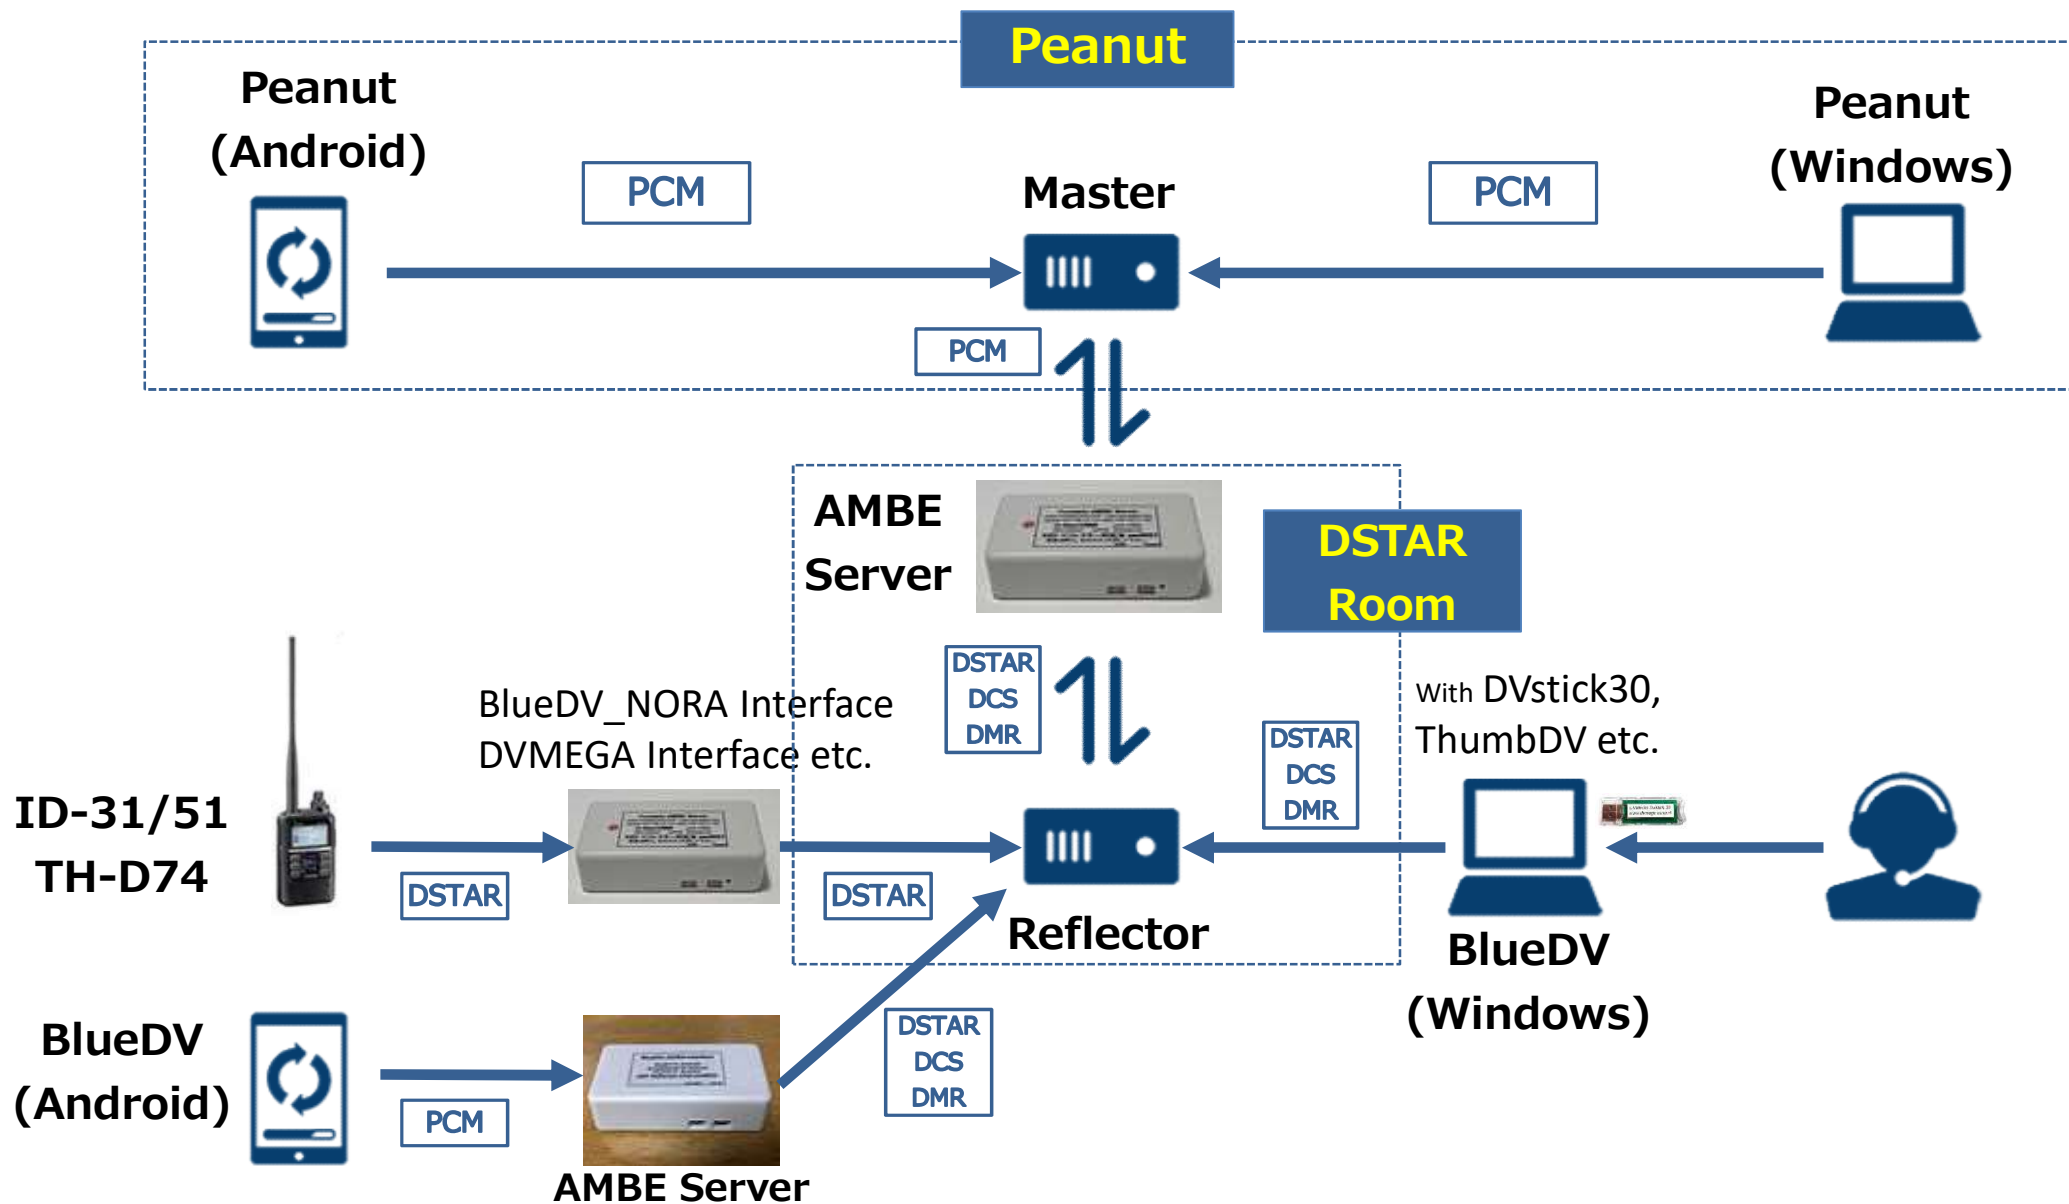 Peanut
Peanut
(Android)
PCM
Master
PCM
Peanut
(Windows)
PCM
AMBE
Server
DSTAR
Room
DSTAR
DCS
DMR
BlueDV_NORA Interface
DVMEGA Interface etc.
With DVstick30,
ThumbDV etc.
DSTAR
DCS
DMR
ID-31/51
TH-D74
DSTAR
DSTAR
Reflector
BlueDV
(Windows)
BlueDV
(Android)
PCM
DSTAR
DCS
DMR
AMBE Server